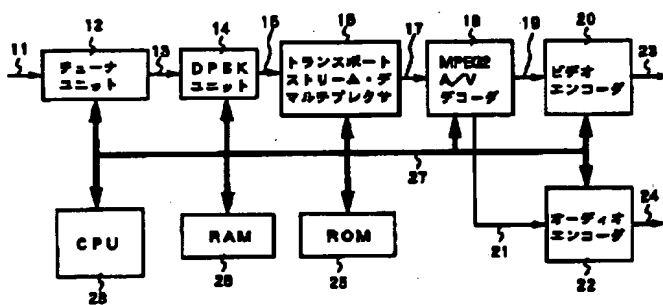 11
12
チューナ
ユニット
13
14
DPSK
ユニット
15
16
トランスポート
ストリーム・デ
マルチプレクサ
17
18
MPEG2
A/V
デコーダ
19
20
ビデオ
エンコーダ
23
27
CPU
RAM
26
ROM
25
21
オーディオ
エンコーダ
22
24